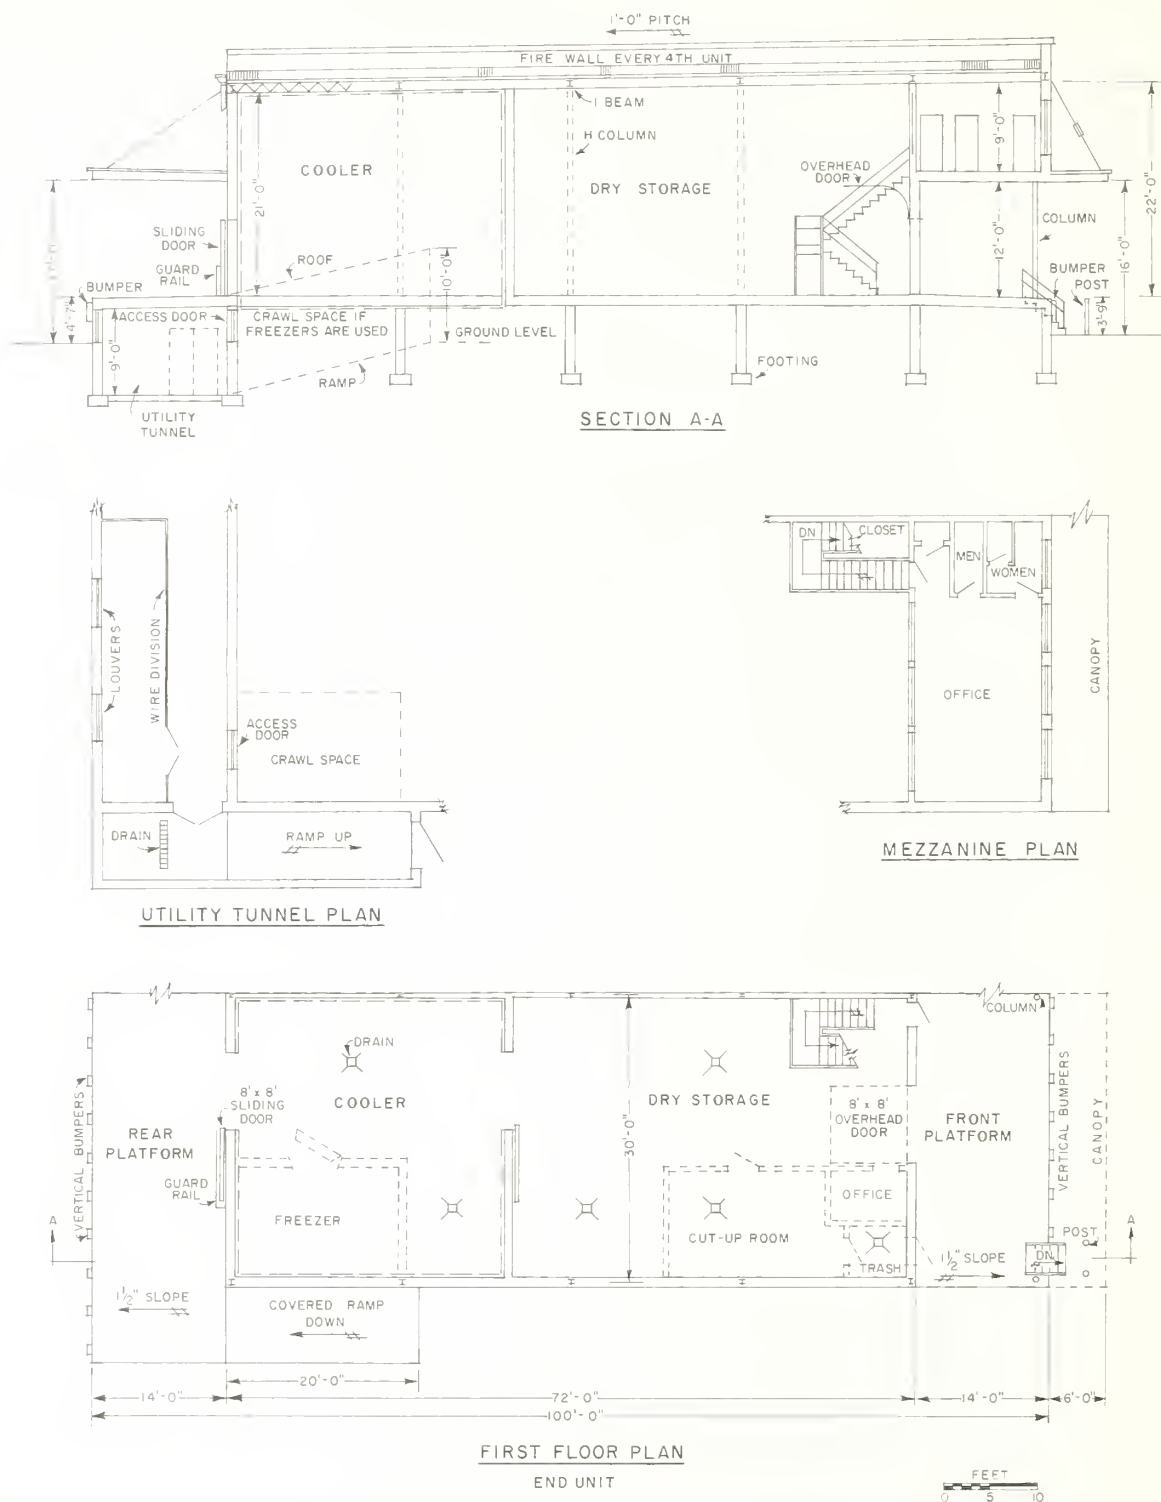 1'-0" PITCH
FIRE WALL EVERY 4TH UNIT
I BEAM
H COLUMN
COOLER
DRY STORAGE
OVERHEAD
DOOR
9'-0"
22'-0"
21'-0"
12'-0"
16'-0"
COLUMN
SLIDING
DOOR
GUARD
RAIL
ROOF
10'-0"
BUMPER
POST
BUMPER
4'-7"
ACCESS DOOR
CRAWL SPACE IF
FREEZERS ARE USED
GROUND LEVEL
3'-9"
9'-0"
RAMP
FOOTING
UTILITY
TUNNEL
SECTION A-A
LOUVERS
WIRE DIVISION
ACCESS
DOOR
CRAWL SPACE
DRAIN
RAMP UP
UTILITY TUNNEL PLAN
DN
CLOSET
MEN
WOMEN
OFFICE
CANOPY
MEZZANINE PLAN
COLUMN
DRAIN
8' x 8'
SLIDING
DOOR
COOLER
DRY STORAGE
8' x 8'
OVERHEAD
DOOR
FRONT
PLATFORM
VERTICAL BUMPERS
CANOPY
VERTICAL BUMPERS
REAR
PLATFORM
30'-0"
GUARD
RAIL
FREEZER
OFFICE
CUT-UP ROOM
TRASH
POST
A
A
DN
1 1/2" SLOPE
1 1/2" SLOPE
COVERED RAMP
DOWN
20'-0"
14'-0"
72'-0"
14'-0"
6'-0"
100'-0"
FIRST FLOOR PLAN
END UNIT
FEET
0 5 10